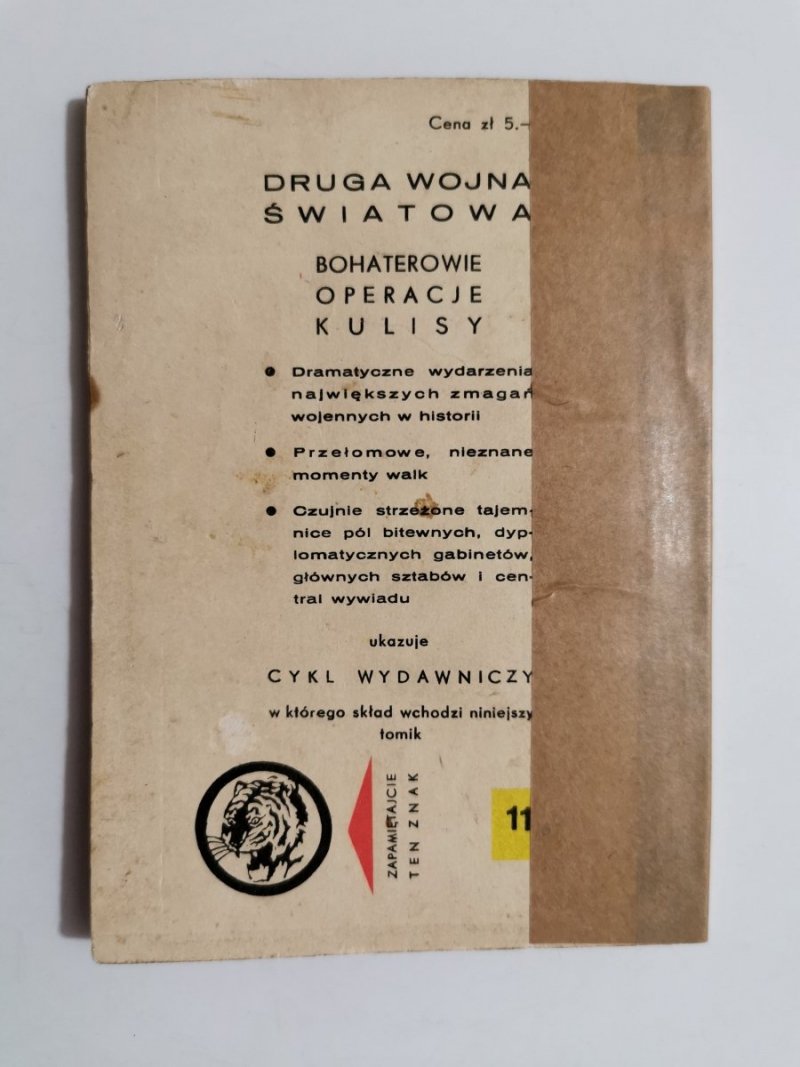 Cena zł 5.–
DRUGA WOJNA
ŚWIATOWA
BOHATEROWIE
OPERACJE
KULISY
● Dramatyczne wydarzenia
największych zmagań
wojennych w historii
● Przełomowe, nieznane
momenty walk
● Czujnie strzeżone tajem-
nice pól bitewnych, dyp-
lomatycznych gabinetów,
głównych sztabów i cen-
tral wywiadu
ukazuje
CYKL WYDAWNICZY
w którego skład wchodzi niniejszy
tomik
ZAPAMIĘTAJCIE
TEN ZNAK
11